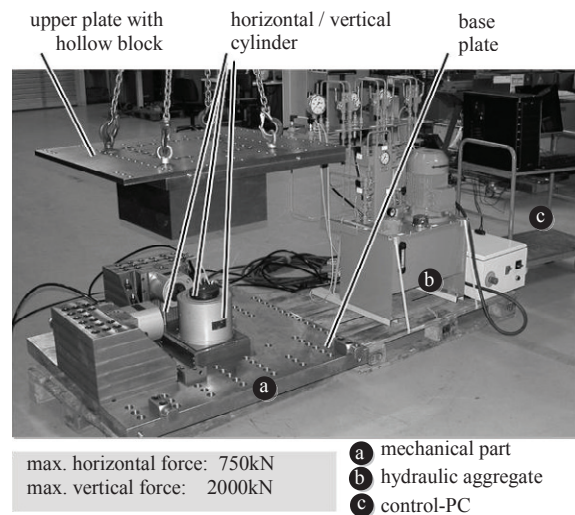 upper plate with
hollow block
horizontal / vertical
cylinder
base
plate
c
b
a
max. horizontal force: 750kN
max. vertical force: 2000kN
a mechanical part
b hydraulic aggregate
c control-PC